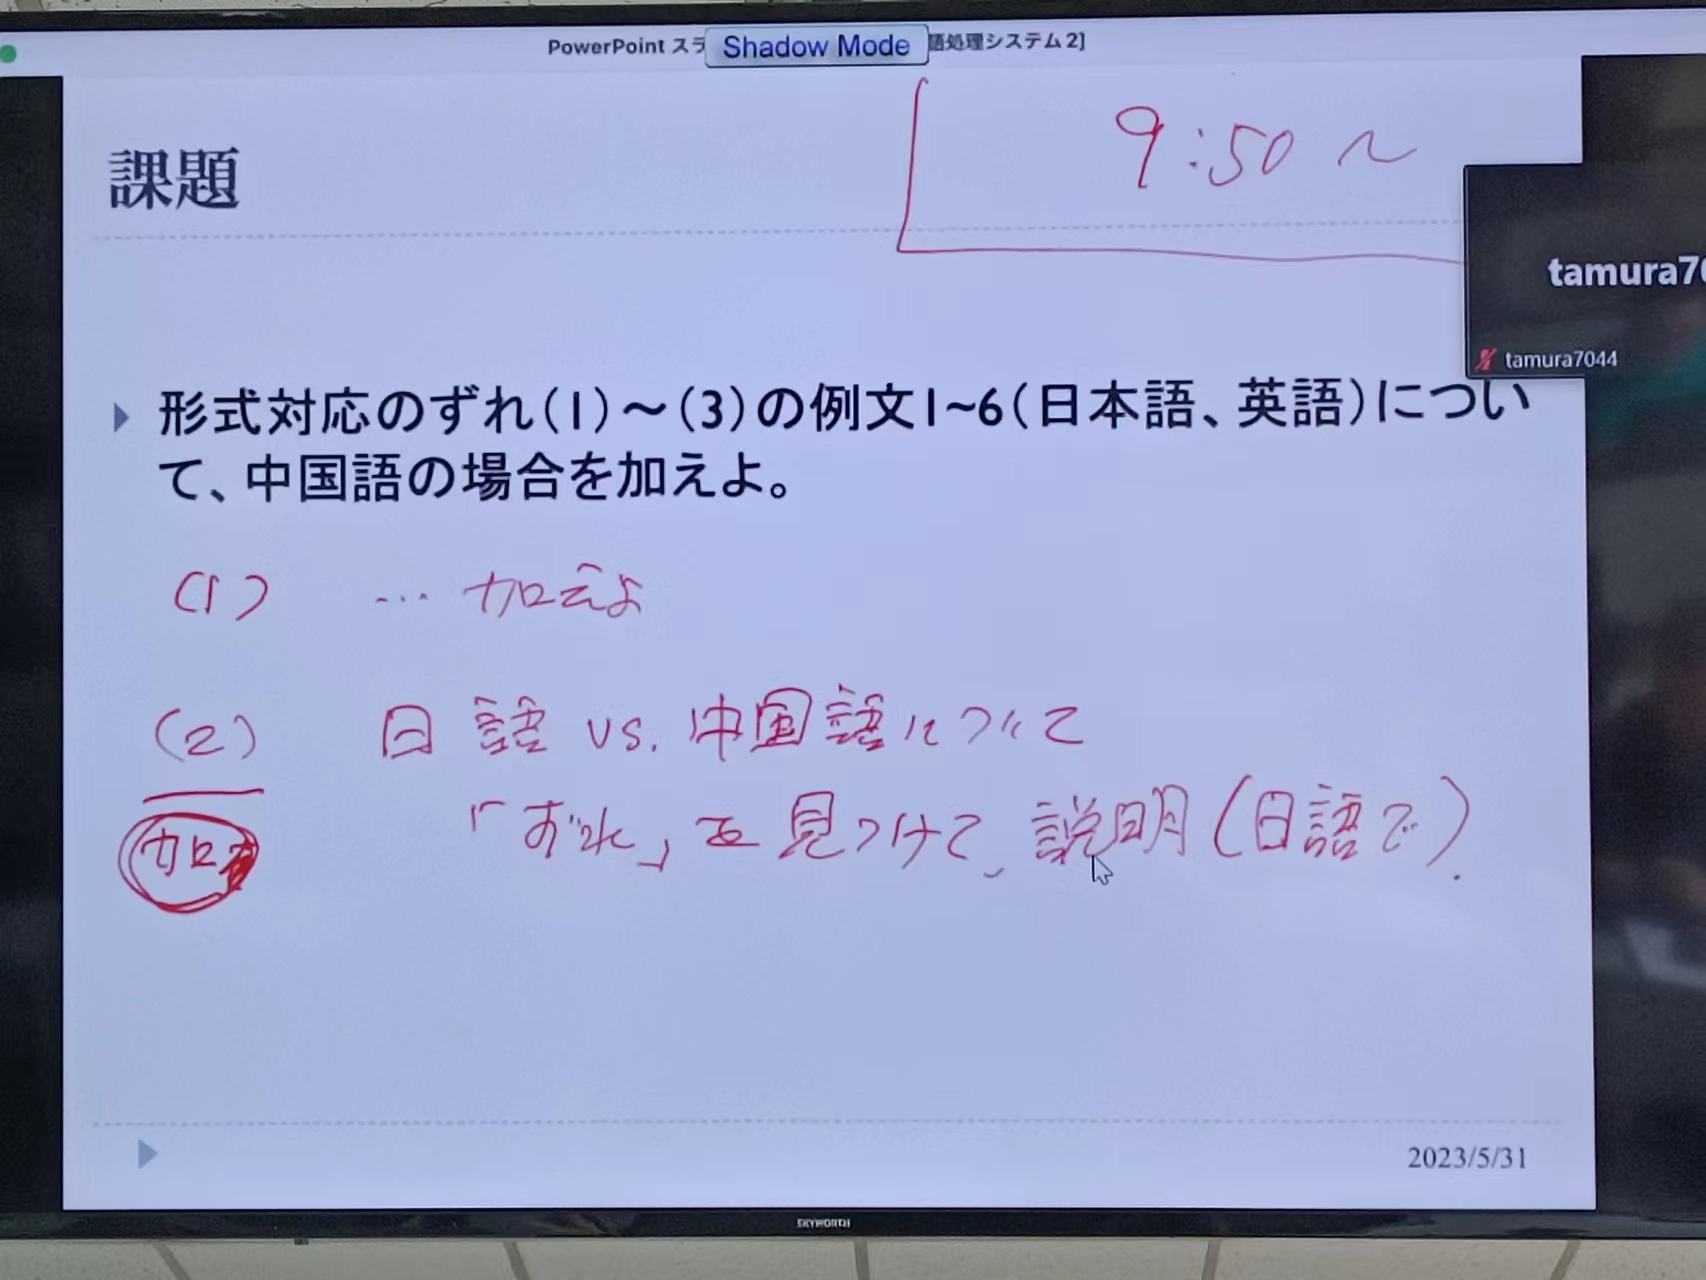 PowerPoint スラ
Shadow Mode
語処理システム2]
9:50～
課題
tamura70
tamura7044
形式対応のずれ(1)～(3)の例文1~6(日本語、英語)につい
て、中国語の場合を加えよ。
(1) … 加えよ
(2) 日語 vs. 中国語について
「ずれ」を見つけて、説明(日語で).
2023/5/31
SKYWORTH